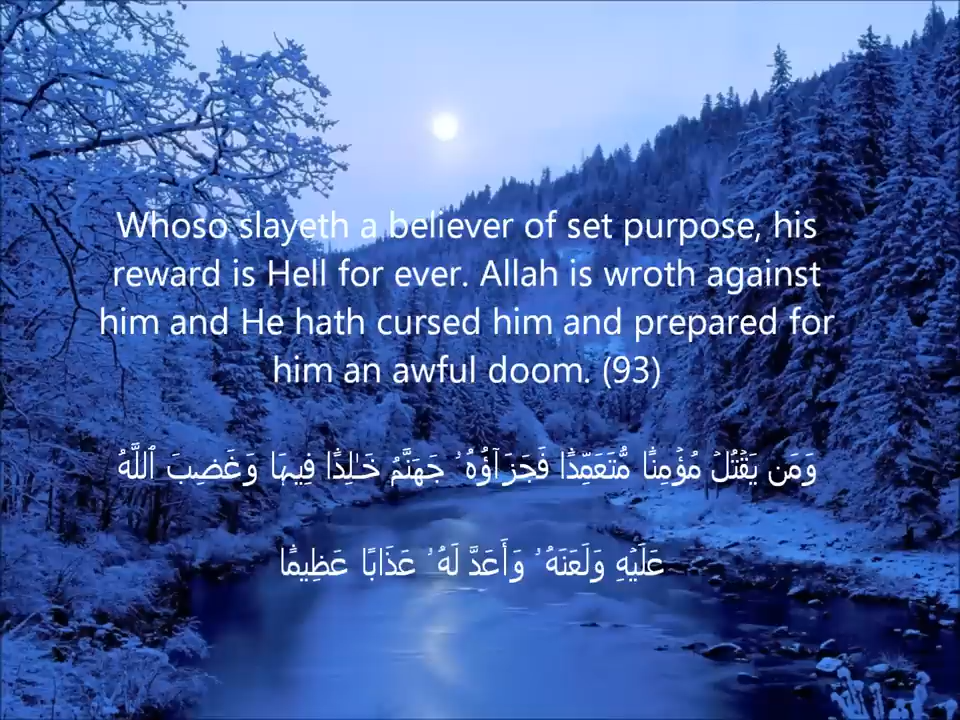 Whoso slayeth a believer of set purpose, his
reward is Hell for ever. Allah is wroth against
him and He hath cursed him and prepared for
him an awful doom. (93)
وَمَن يَقۡتُلۡ مُؤۡمِنٗا مُّتَعَمِّدٗا فَجَزَآؤُهُۥ جَهَنَّمُ خَـٰلِدٗا فِيہَا وَغَضِبَ ٱللَّهُ
عَلَيۡهِ وَلَعَنَهُۥ وَأَعَدَّ لَهُۥ عَذَابًا عَظِيمٗا